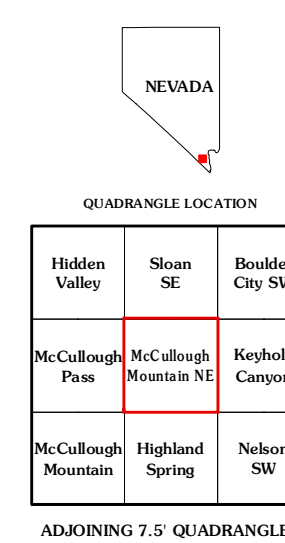 NEVADA
QUADRANGLE LOCATION
Hidden
Valley
Sloan
SE
Boulde
City SW
McCullough
Pass
McCullough
Mountain NE
Keyhol
Canyon
McCullough
Mountain
Highland
Spring
Nelson
SW
ADJOINING 7.5' QUADRANGLE